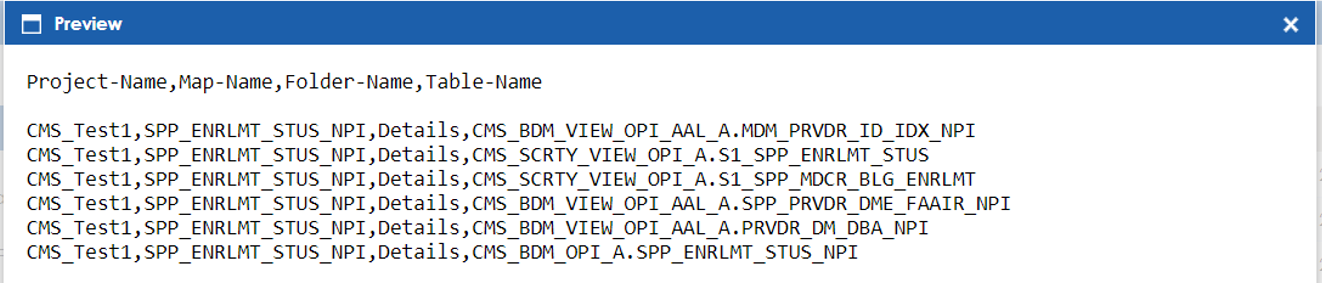 Preview
Project-Name,Map-Name,Folder-Name,Table-Name
CMS_Test1,SPP_ENRLMT_STUS_NPI,Details,CMS_BDM_VIEW_OPI_AAL_A.MDM_PRVDR_ID_IDX_NPI
CMS_Test1,SPP_ENRLMT_STUS_NPI,Details,CMS_SCRTY_VIEW_OPI_A.S1_SPP_ENRLMT_STUS
CMS_Test1,SPP_ENRLMT_STUS_NPI,Details,CMS_SCRTY_VIEW_OPI_A.S1_SPP_MDCR_BLG_ENRLMT
CMS_Test1,SPP_ENRLMT_STUS_NPI,Details,CMS_BDM_VIEW_OPI_AAL_A.SPP_PRVDR_DME_FAAIR_NPI
CMS_Test1,SPP_ENRLMT_STUS_NPI,Details,CMS_BDM_VIEW_OPI_AAL_A.PRVDR_DM_DBA_NPI
CMS_Test1,SPP_ENRLMT_STUS_NPI,Details,CMS_BDM_OPI_A.SPP_ENRLMT_STUS_NPI